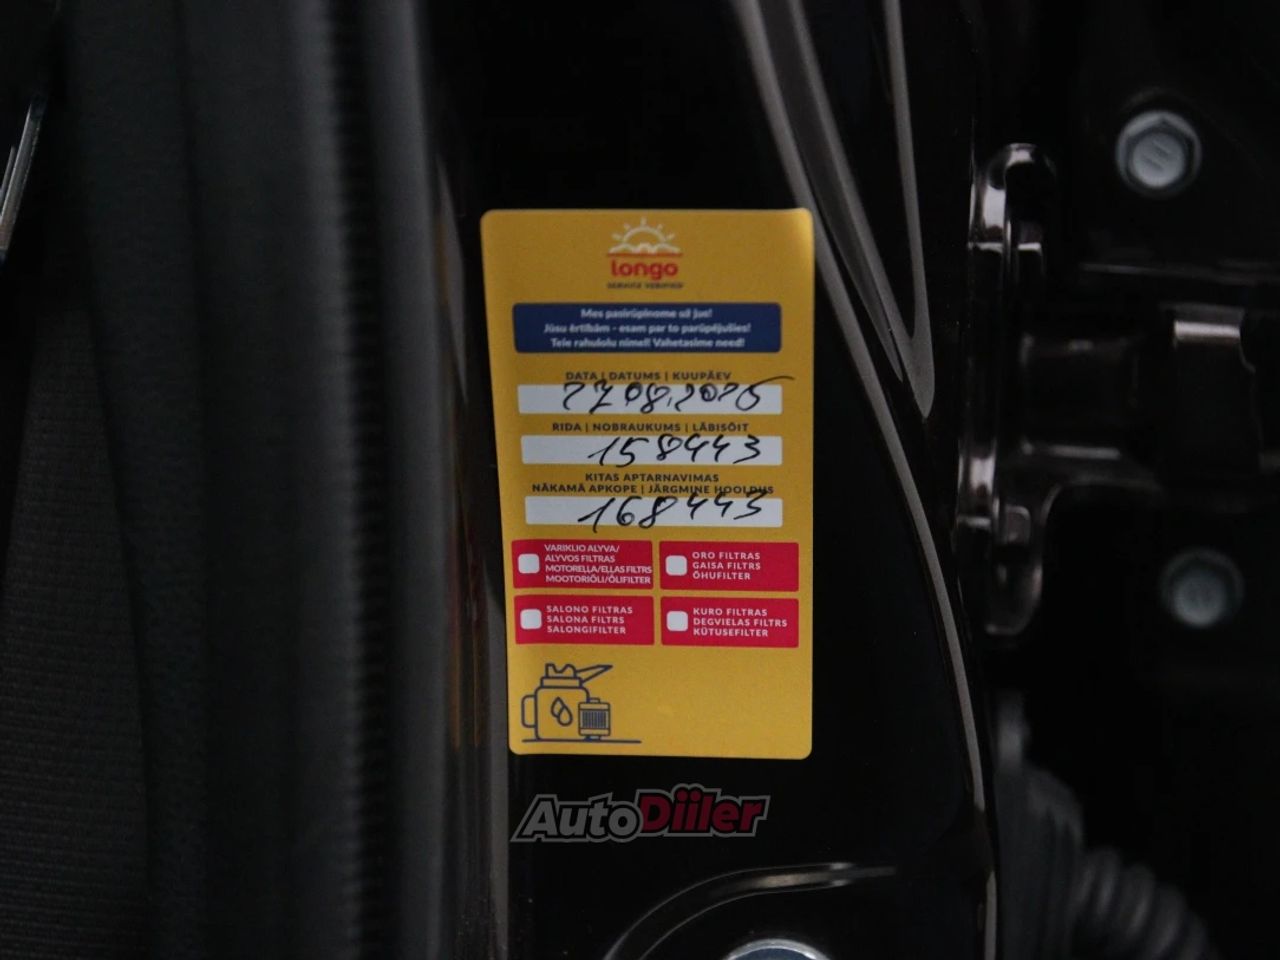 longo
SERVICE VERIFIED
Mes pasirūpinome už jus!
Jūsu ērtībām - esam par to parūpējušies!
Teie rahulolu nimel! Vahetasime need!
DATA | DATUMS | KUUPÄEV
27.08.2025
RIDA | NOBRAUKUMS | LÄBISÕIT
158443
KITAS APTARNAVIMAS
NĀKAMĀ APKOPE | JÄRGMINE HOOLDUS
168443
VARIKLIO ALYVA/
ALYVOS FILTRAS
MOTORELLA/ELLAS FILTRS
MOOTORIÕLI/ÕLIFILTER
ORO FILTRAS
GAISA FILTRS
ÕHUFILTER
SALONO FILTRAS
SALONA FILTRS
SALONGIFILTER
KURO FILTRAS
DEGVIELAS FILTRS
KÜTUSEFILTER
AutoDiiler